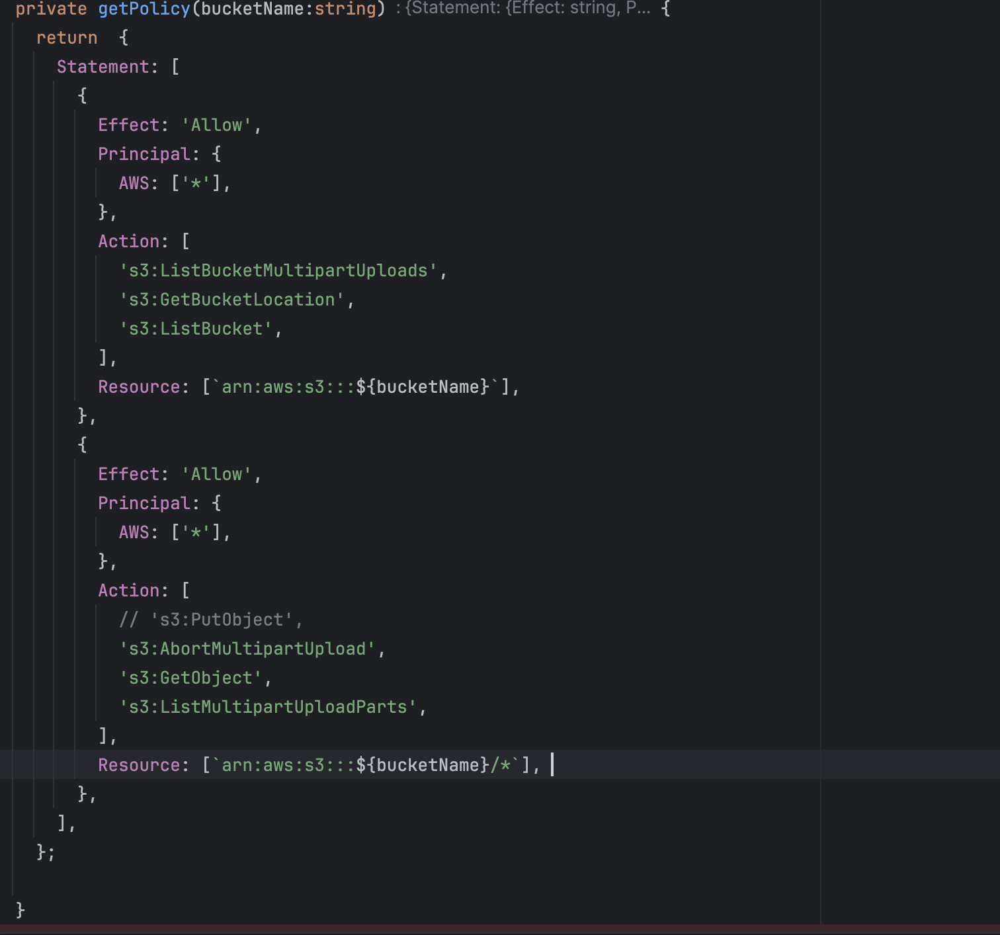 private getPolicy(bucketName:string) :{Statement: {Effect: string, P... {
return {
Statement: [
{
Effect: 'Allow',
Principal: {
AWS: ['*'],
},
Action: [
's3:ListBucketMultipartUploads',
's3:GetBucketLocation',
's3:ListBucket',
],
Resource: [`arn:aws:s3:::${bucketName}`],
},
{
Effect: 'Allow',
Principal: {
AWS: ['*'],
},
Action: [
// 's3:PutObject',
's3:AbortMultipartUpload',
's3:GetObject',
's3:ListMultipartUploadParts',
],
Resource: [`arn:aws:s3:::${bucketName}/*`],
},
],
};
}